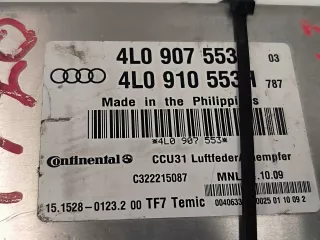 4L0 907 553 03
4L0 910 553 787
Made in the Philippines
*4L0 907 553*
Continental CCU31 Luftfeder/
C322215087 MNL .10.09
15.1528-0123.2 00 TF7 Temic